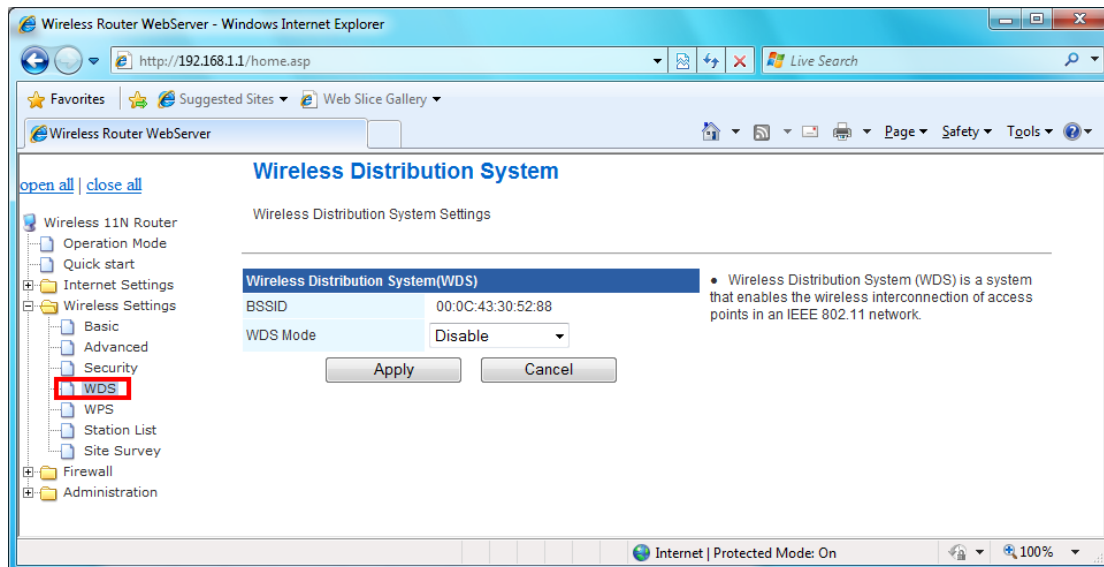 Wireless Router WebServer - Windows Internet Explorer
http://192.168.1.1/home.asp
Live Search
Favorites
Suggested Sites
Web Slice Gallery
Wireless Router WebServer
Page
Safety
Tools
open all | close all
Wireless 11N Router
Operation Mode
Quick start
Internet Settings
Wireless Settings
Basic
Advanced
Security
WDS
WPS
Station List
Site Survey
Firewall
Administration
Wireless Distribution System
Wireless Distribution System Settings
Wireless Distribution System(WDS)
BSSID 00:0C:43:30:52:88
WDS Mode Disable
Apply Cancel
• Wireless Distribution System (WDS) is a system
that enables the wireless interconnection of access
points in an IEEE 802.11 network.
Internet | Protected Mode: On
100%